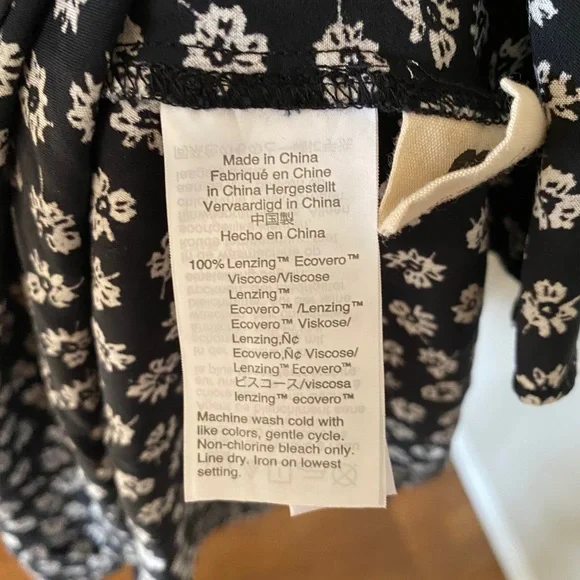 Made in China
Fabriqué en Chine
in China Hergestellt
Vervaardigd in China
中国製
Hecho en China
100% Lenzing™ Ecovero™
Viscose/Viscose
Lenzing™
Ecovero™ /Lenzing™
Ecovero™ Viskose/
Lenzing,Ñ¢
Ecovero,Ñ¢ Viscose/
Lenzing™ Ecovero™
ビスコース/viscosa
lenzing™ ecovero™
Machine wash cold with
like colors, gentle cycle.
Non-chlorine bleach only.
Line dry. Iron on lowest
setting.